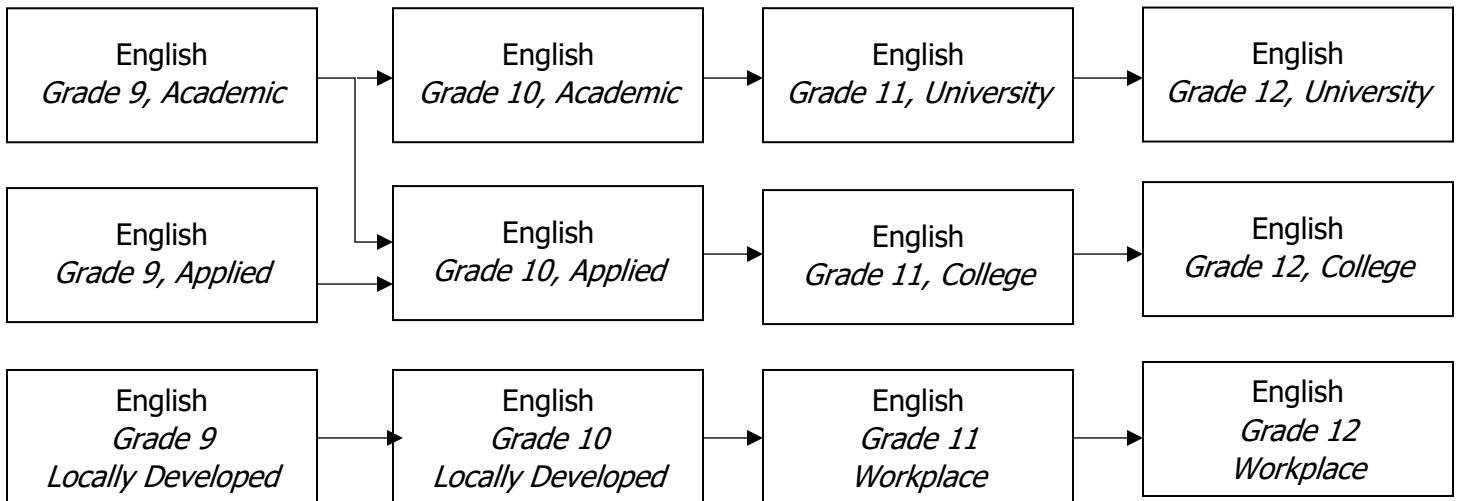 English
Grade 9, Academic
English
Grade 10, Academic
English
Grade 11, University
English
Grade 12, University
English
Grade 9, Applied
English
Grade 10, Applied
English
Grade 11, College
English
Grade 12, College
English
Grade 9
Locally Developed
English
Grade 10
Locally Developed
English
Grade 11
Workplace
English
Grade 12
Workplace